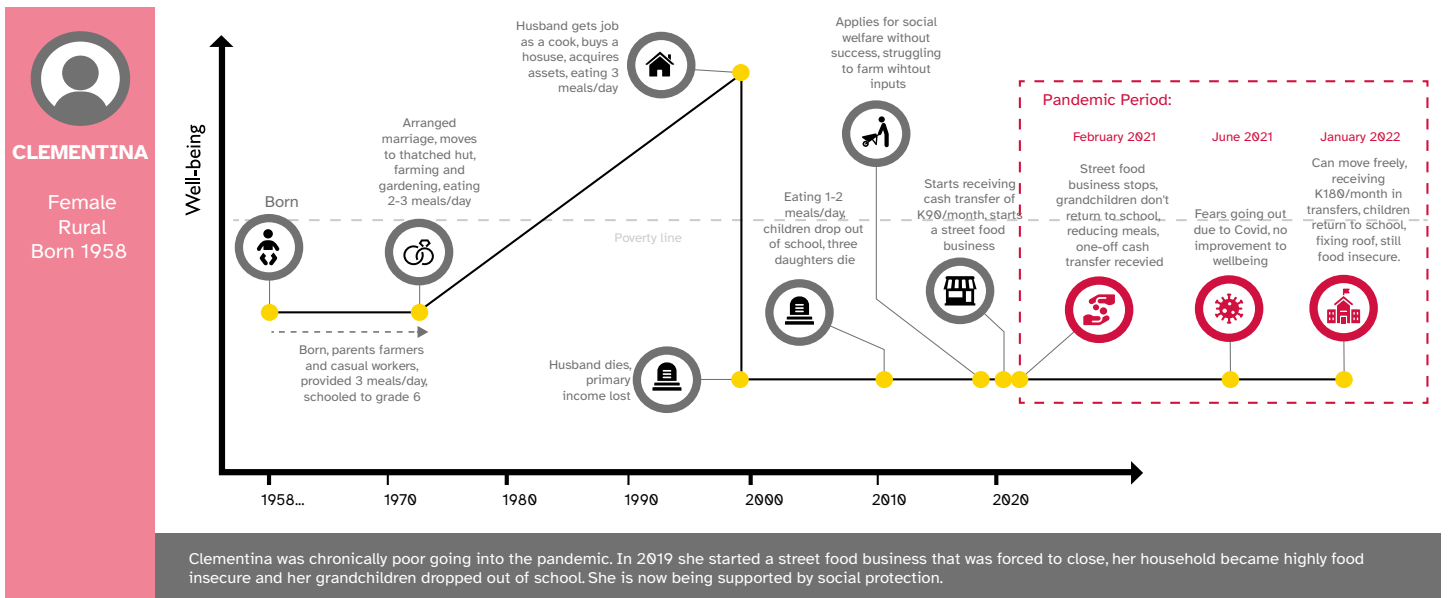 CLEMENTINA
Female
Rural
Born 1958
Well-being
Born
Born, parents farmers
and casual workers,
provided 3 meals/day,
schooled to grade 6
Arranged
marriage, moves
to thatched hut,
farming and
gardening, eating
2-3 meals/day
Husband gets job
as a cook, buys a
hosuse, acquires
assets, eating 3
meals/day
Poverty line
Husband dies,
primary
income lost
Eating 1-2
meals/day,
children drop out
of school, three
daughters die
Applies for social
welfare without
success, struggling
to farm wihtout
inputs
Starts receiving
cash transfer of
K90/month, starts
a street food
business
Pandemic Period:
February 2021
Street food
business stops,
grandchildren don't
return to school,
reducing meals,
one-off cash
transfer recevied
June 2021
Fears going out
due to Covid, no
improvement to
wellbeing
January 2022
Can move freely,
receiving
K180/month in
transfers, children
return to school,
fixing roof, still
food insecure.
1958...
1970
1980
1990
2000
2010
2020
Clementina was chronically poor going into the pandemic. In 2019 she started a street food business that was forced to close, her household became highly food
insecure and her grandchildren dropped out of school. She is now being supported by social protection.